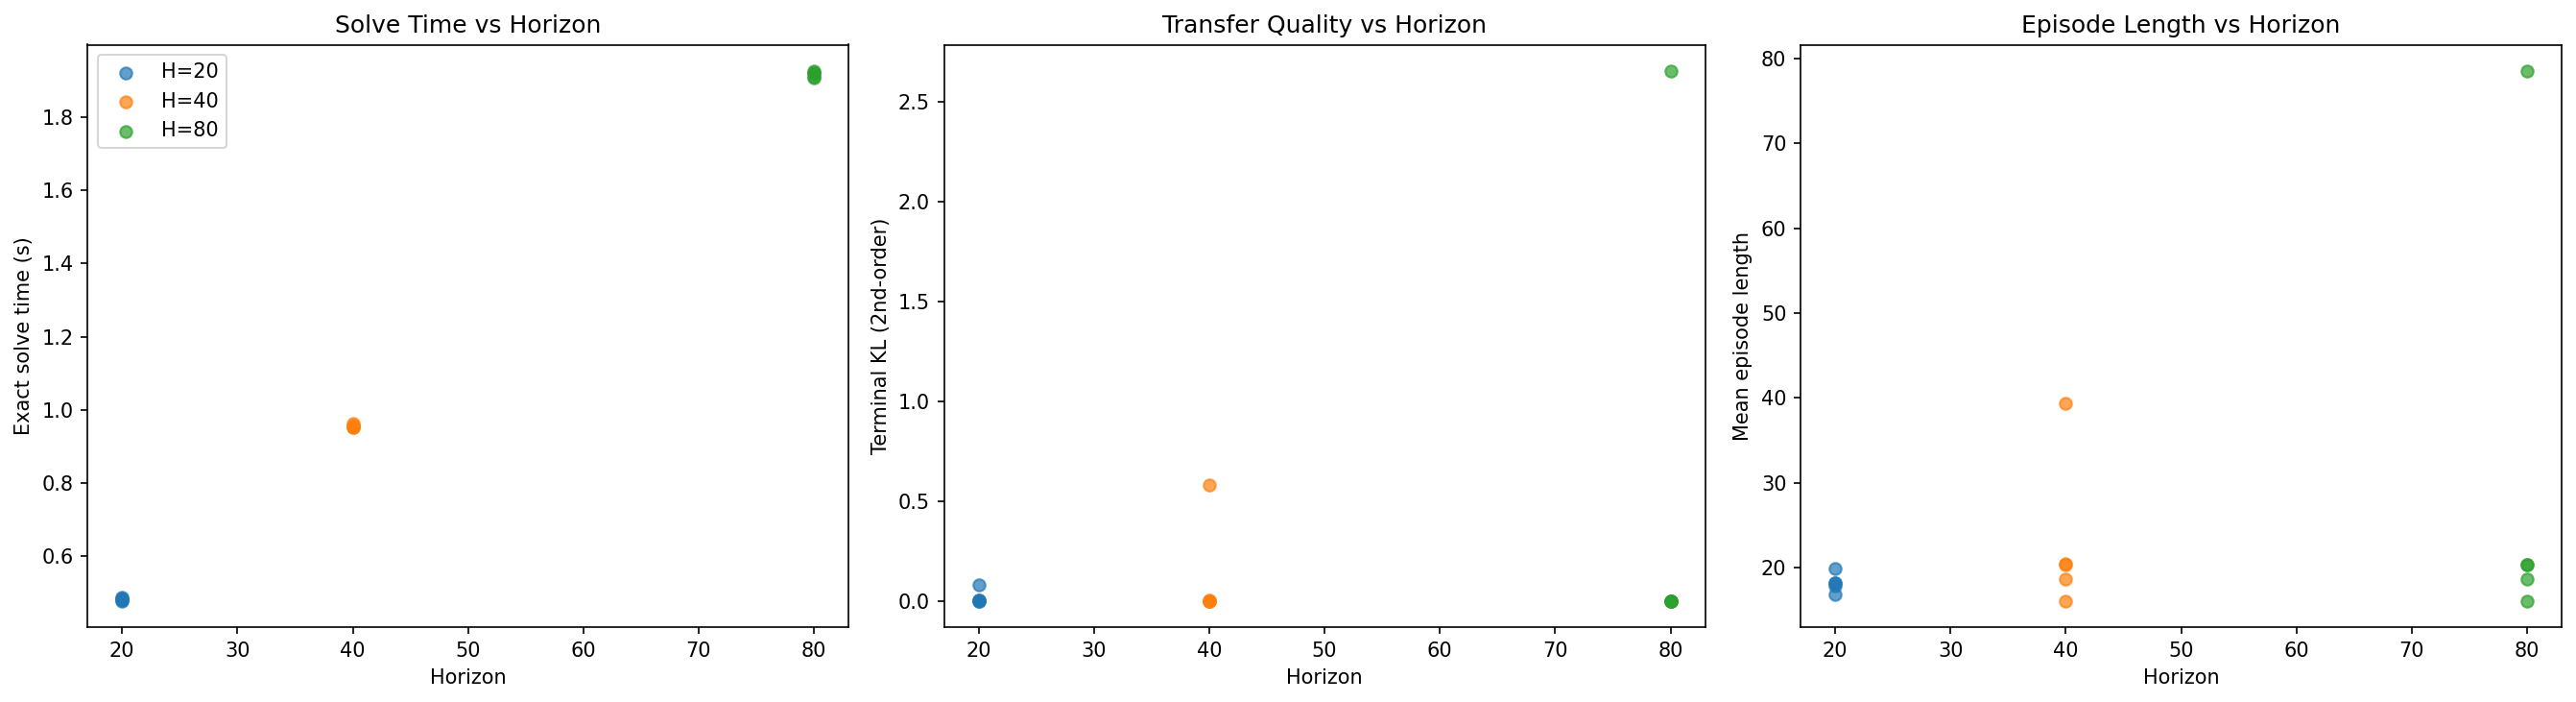 Solve Time vs Horizon
Exact solve time (s)
1.8
1.6
1.4
1.2
1.0
0.8
0.6
H=20
H=40
H=80
20 30 40 50 60 70 80
Horizon
Transfer Quality vs Horizon
Terminal KL (2nd-order)
2.5
2.0
1.5
1.0
0.5
0.0
20 30 40 50 60 70 80
Horizon
Episode Length vs Horizon
Mean episode length
80
70
60
50
40
30
20
20 30 40 50 60 70 80
Horizon